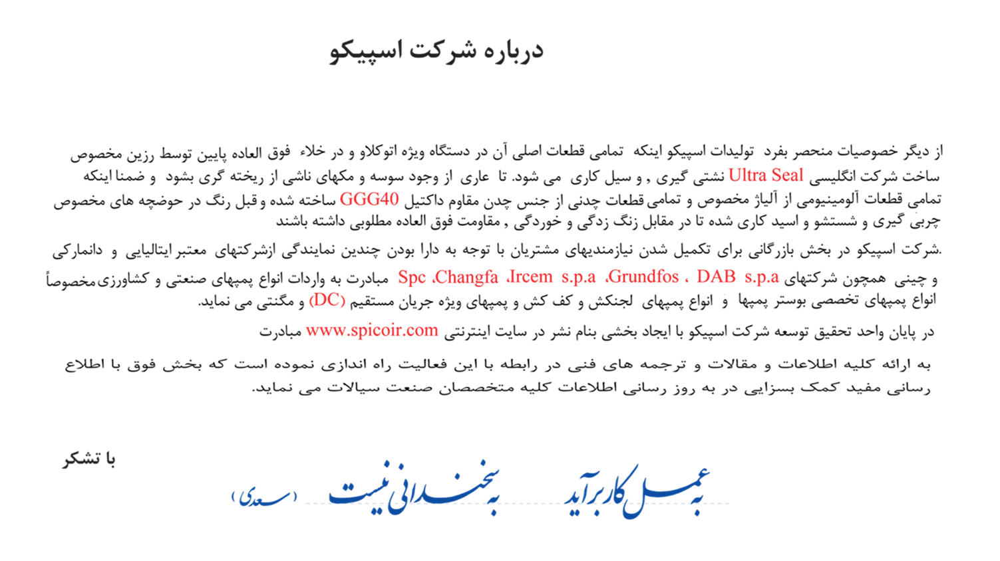 درباره شرکت اسپیکو
از دیگر خصوصیات منحصر بفرد تولیدات اسپیکو اینکه تمامی قطعات اصلی آن در دستگاه ویژه اتوکلاو و در خلاء فوق العاده پایین توسط رزین مخصوص
ساخت شرکت انگلیسی Ultra Seal نشتی گیری , و سیل کاری می شود. تا عاری از وجود سوسه و مکهای ناشی از ریخته گری بشود و ضمنا اینکه
تمامی قطعات آلومینیومی از آلیاژ مخصوص و تمامی قطعات چدنی از جنس چدن مقاوم داکتیل GGG40 ساخته شده و قبل رنگ در حوضچه های مخصوص
چربی گیری و شستشو و اسید کاری شده تا در مقابل زنگ زدگی و خوردگی , مقاومت فوق العاده مطلوبی داشته باشند
.شرکت اسپیکو در بخش بازرگانی برای تکمیل شدن نیازمندیهای مشتریان با توجه به دارا بودن چندین نمایندگی ازشرکتهای معتبر ایتالیایی و دانمارکی
و چینی همچون شرکتهای Spc ،Changfa ،Ircem s.p.a ،Grundfos ، DAB s.p.a مبادرت به واردات انواع پمپهای صنعتی و کشاورزی مخصوصاً
انواع پمپهای تخصصی بوستر پمپها و انواع پمپهای لجنکش و کف کش و پمپهای ویژه جریان مستقیم (DC) و مگنتی می نماید.
در پایان واحد تحقیق توسعه شرکت اسپیکو با ایجاد بخشی بنام نشر در سایت اینترنتی www.spicoir.com مبادرت
به ارائه کلیه اطلاعات و مقالات و ترجمه های فنی در رابطه با این فعالیت راه اندازی نموده است که بخش فوق با اطلاع
رسانی مفید کمک بسزایی در به روز رسانی اطلاعات کلیه متخصصان صنعت سیالات می نماید.
با تشکر
به عمل کار برآید به سخندانی نیست (سعدی)